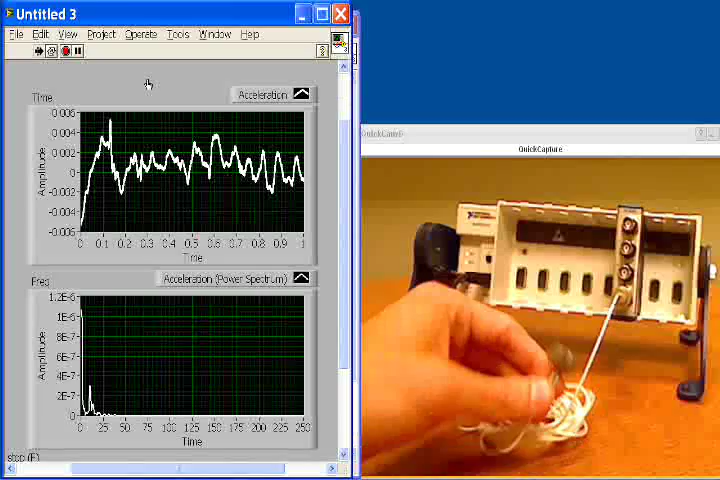 Untitled 3
File Edit View Project Operate Tools Window Help
Time
Acceleration
0.006
0.004
0.002
0
-0.002
-0.004
-0.006
Amplitude
0 0.1 0.2 0.3 0.4 0.5 0.6 0.7 0.8 0.9 1
Time
Freq
Acceleration (Power Spectrum)
1.2E-6
1E-6
8E-7
6E-7
4E-7
2E-7
0
Amplitude
0 25 50 75 100 125 150 175 200 225 250
Time
stop (F)
QuickCapture